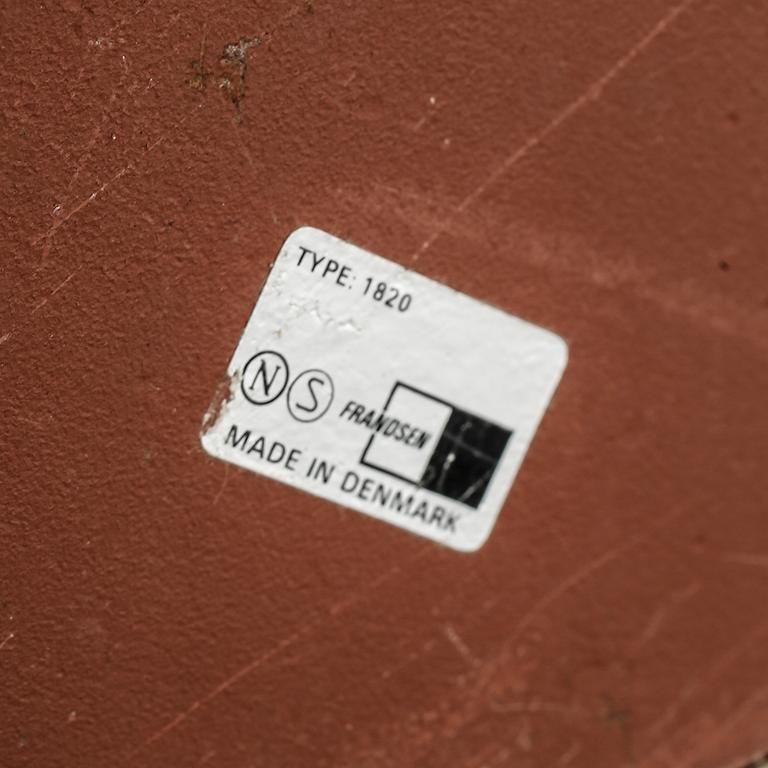 TYPE: 1820
N S FRANDSEN
MADE IN DENMARK